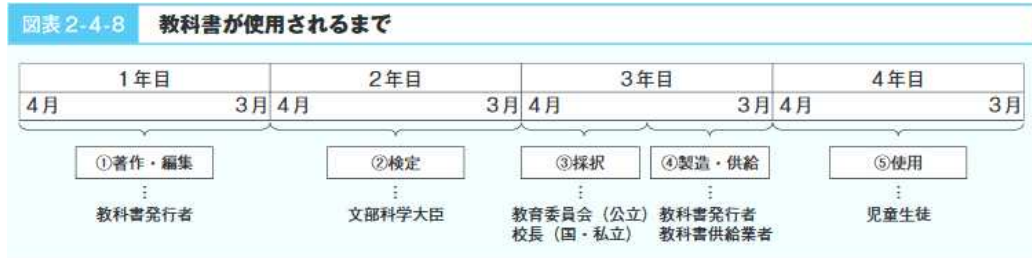 図表2-4-8 教科書が使用されるまで
1年目 2年目 3年目 4年目
4月 3月 4月 3月 4月 3月 4月 3月
①著作・編集 ②検定 ③採択 ④製造・供給 ⑤使用
教科書発行者 文部科学大臣 教育委員会（公立） 教科書発行者 児童生徒
校長（国・私立） 教科書供給業者